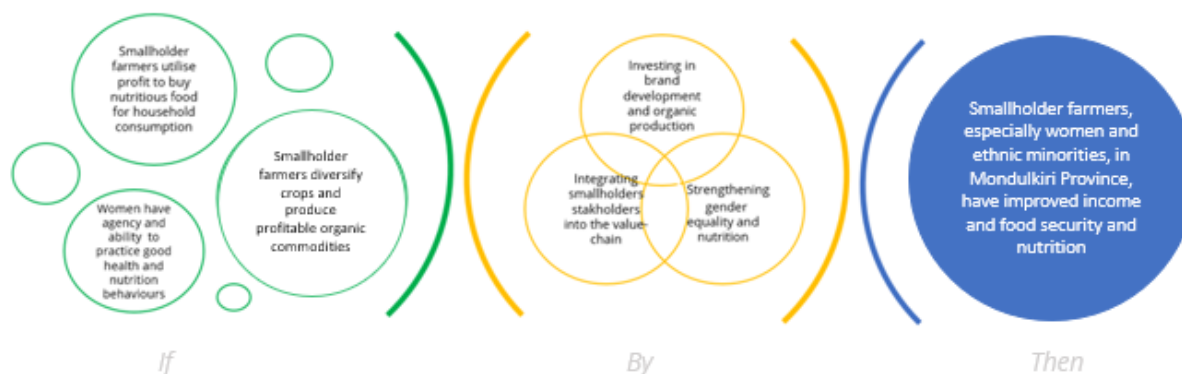 Smallholder
farmers utilise
profit to buy
nutritious food
for household
consumption
Smallholder
farmers diversify
crops and
produce
profitable organic
commodities
Women have
agency and
ability to
practice good
health and
nutrition
behaviours
If
Investing in
brand
development
and organic
production
Integrating
smallholders
stakholders
into the value-
chain
Strengthening
gender
equality and
nutrition
By
Smallholder farmers,
especially women and
ethnic minorities, in
Mondulkiri Province,
have improved income
and food security and
nutrition
Then